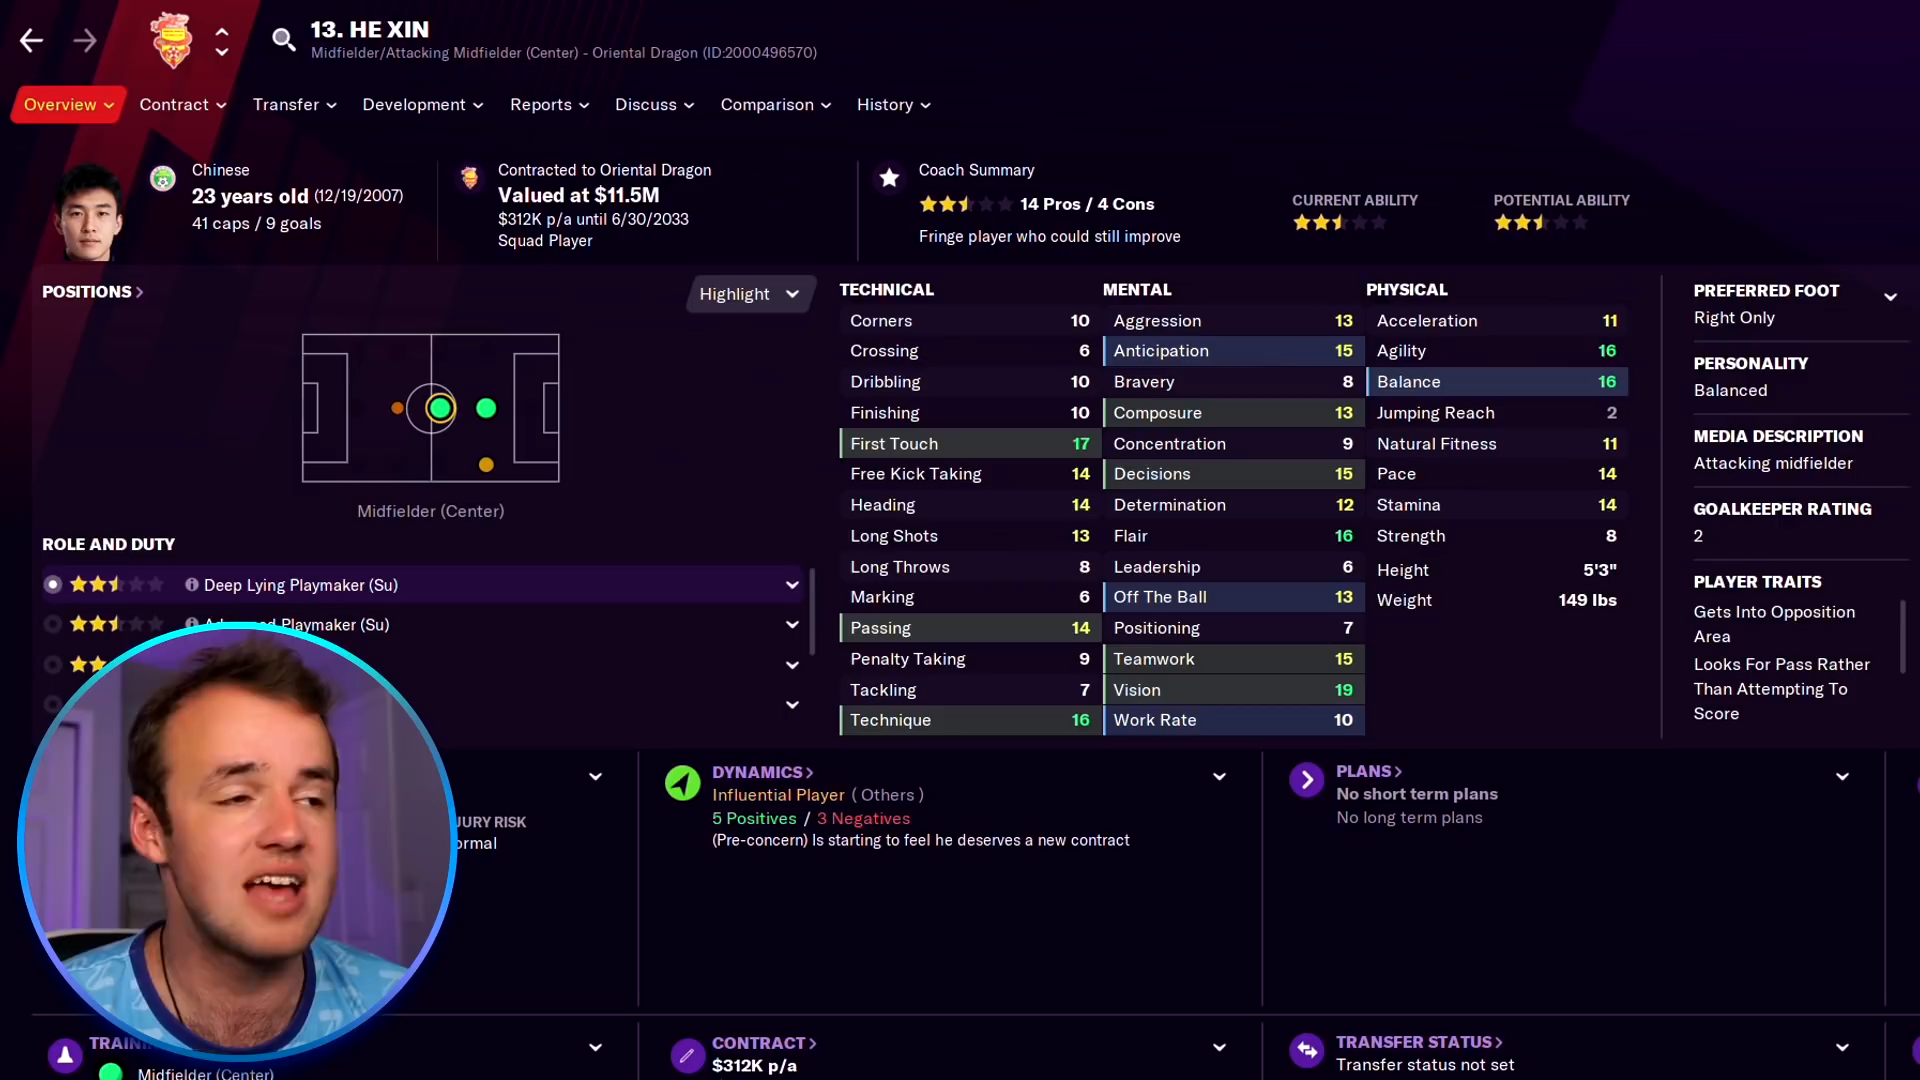 13. HE XIN
Midfielder/Attacking Midfielder (Center) - Oriental Dragon (ID:2000496570)
Overview
Contract
Transfer
Development
Reports
Discuss
Comparison
History
Chinese
23 years old (12/19/2007)
41 caps / 9 goals
Contracted to Oriental Dragon
Valued at $11.5M
$312K p/a until 6/30/2033
Squad Player
Coach Summary
14 Pros / 4 Cons
Fringe player who could still improve
CURRENT ABILITY
POTENTIAL ABILITY
POSITIONS
Highlight
Midfielder (Center)
ROLE AND DUTY
Deep Lying Playmaker (Su)
Playmaker (Su)
TECHNICAL
Corners 10
Crossing 6
Dribbling 10
Finishing 10
First Touch 17
Free Kick Taking 14
Heading 14
Long Shots 13
Long Throws 8
Marking 6
Passing 14
Penalty Taking 9
Tackling 7
Technique 16
MENTAL
Aggression 13
Anticipation 15
Bravery 8
Composure 13
Concentration 9
Decisions 15
Determination 12
Flair 16
Leadership 6
Off The Ball 13
Positioning 7
Teamwork 15
Vision 19
Work Rate 10
PHYSICAL
Acceleration 11
Agility 16
Balance 16
Jumping Reach 2
Natural Fitness 11
Pace 14
Stamina 14
Strength 8
Height 5'3"
Weight 149 lbs
PREFERRED FOOT
Right Only
PERSONALITY
Balanced
MEDIA DESCRIPTION
Attacking midfielder
GOALKEEPER RATING
2
PLAYER TRAITS
Gets Into Opposition
Area
Looks For Pass Rather
Than Attempting To
Score
JURY RISK
ormal
DYNAMICS
Influential Player ( Others )
5 Positives / 3 Negatives
(Pre-concern) Is starting to feel he deserves a new contract
PLANS
No short term plans
No long term plans
TRAIN
Midfielder (Center)
CONTRACT
$312K p/a
TRANSFER STATUS
Transfer status not set